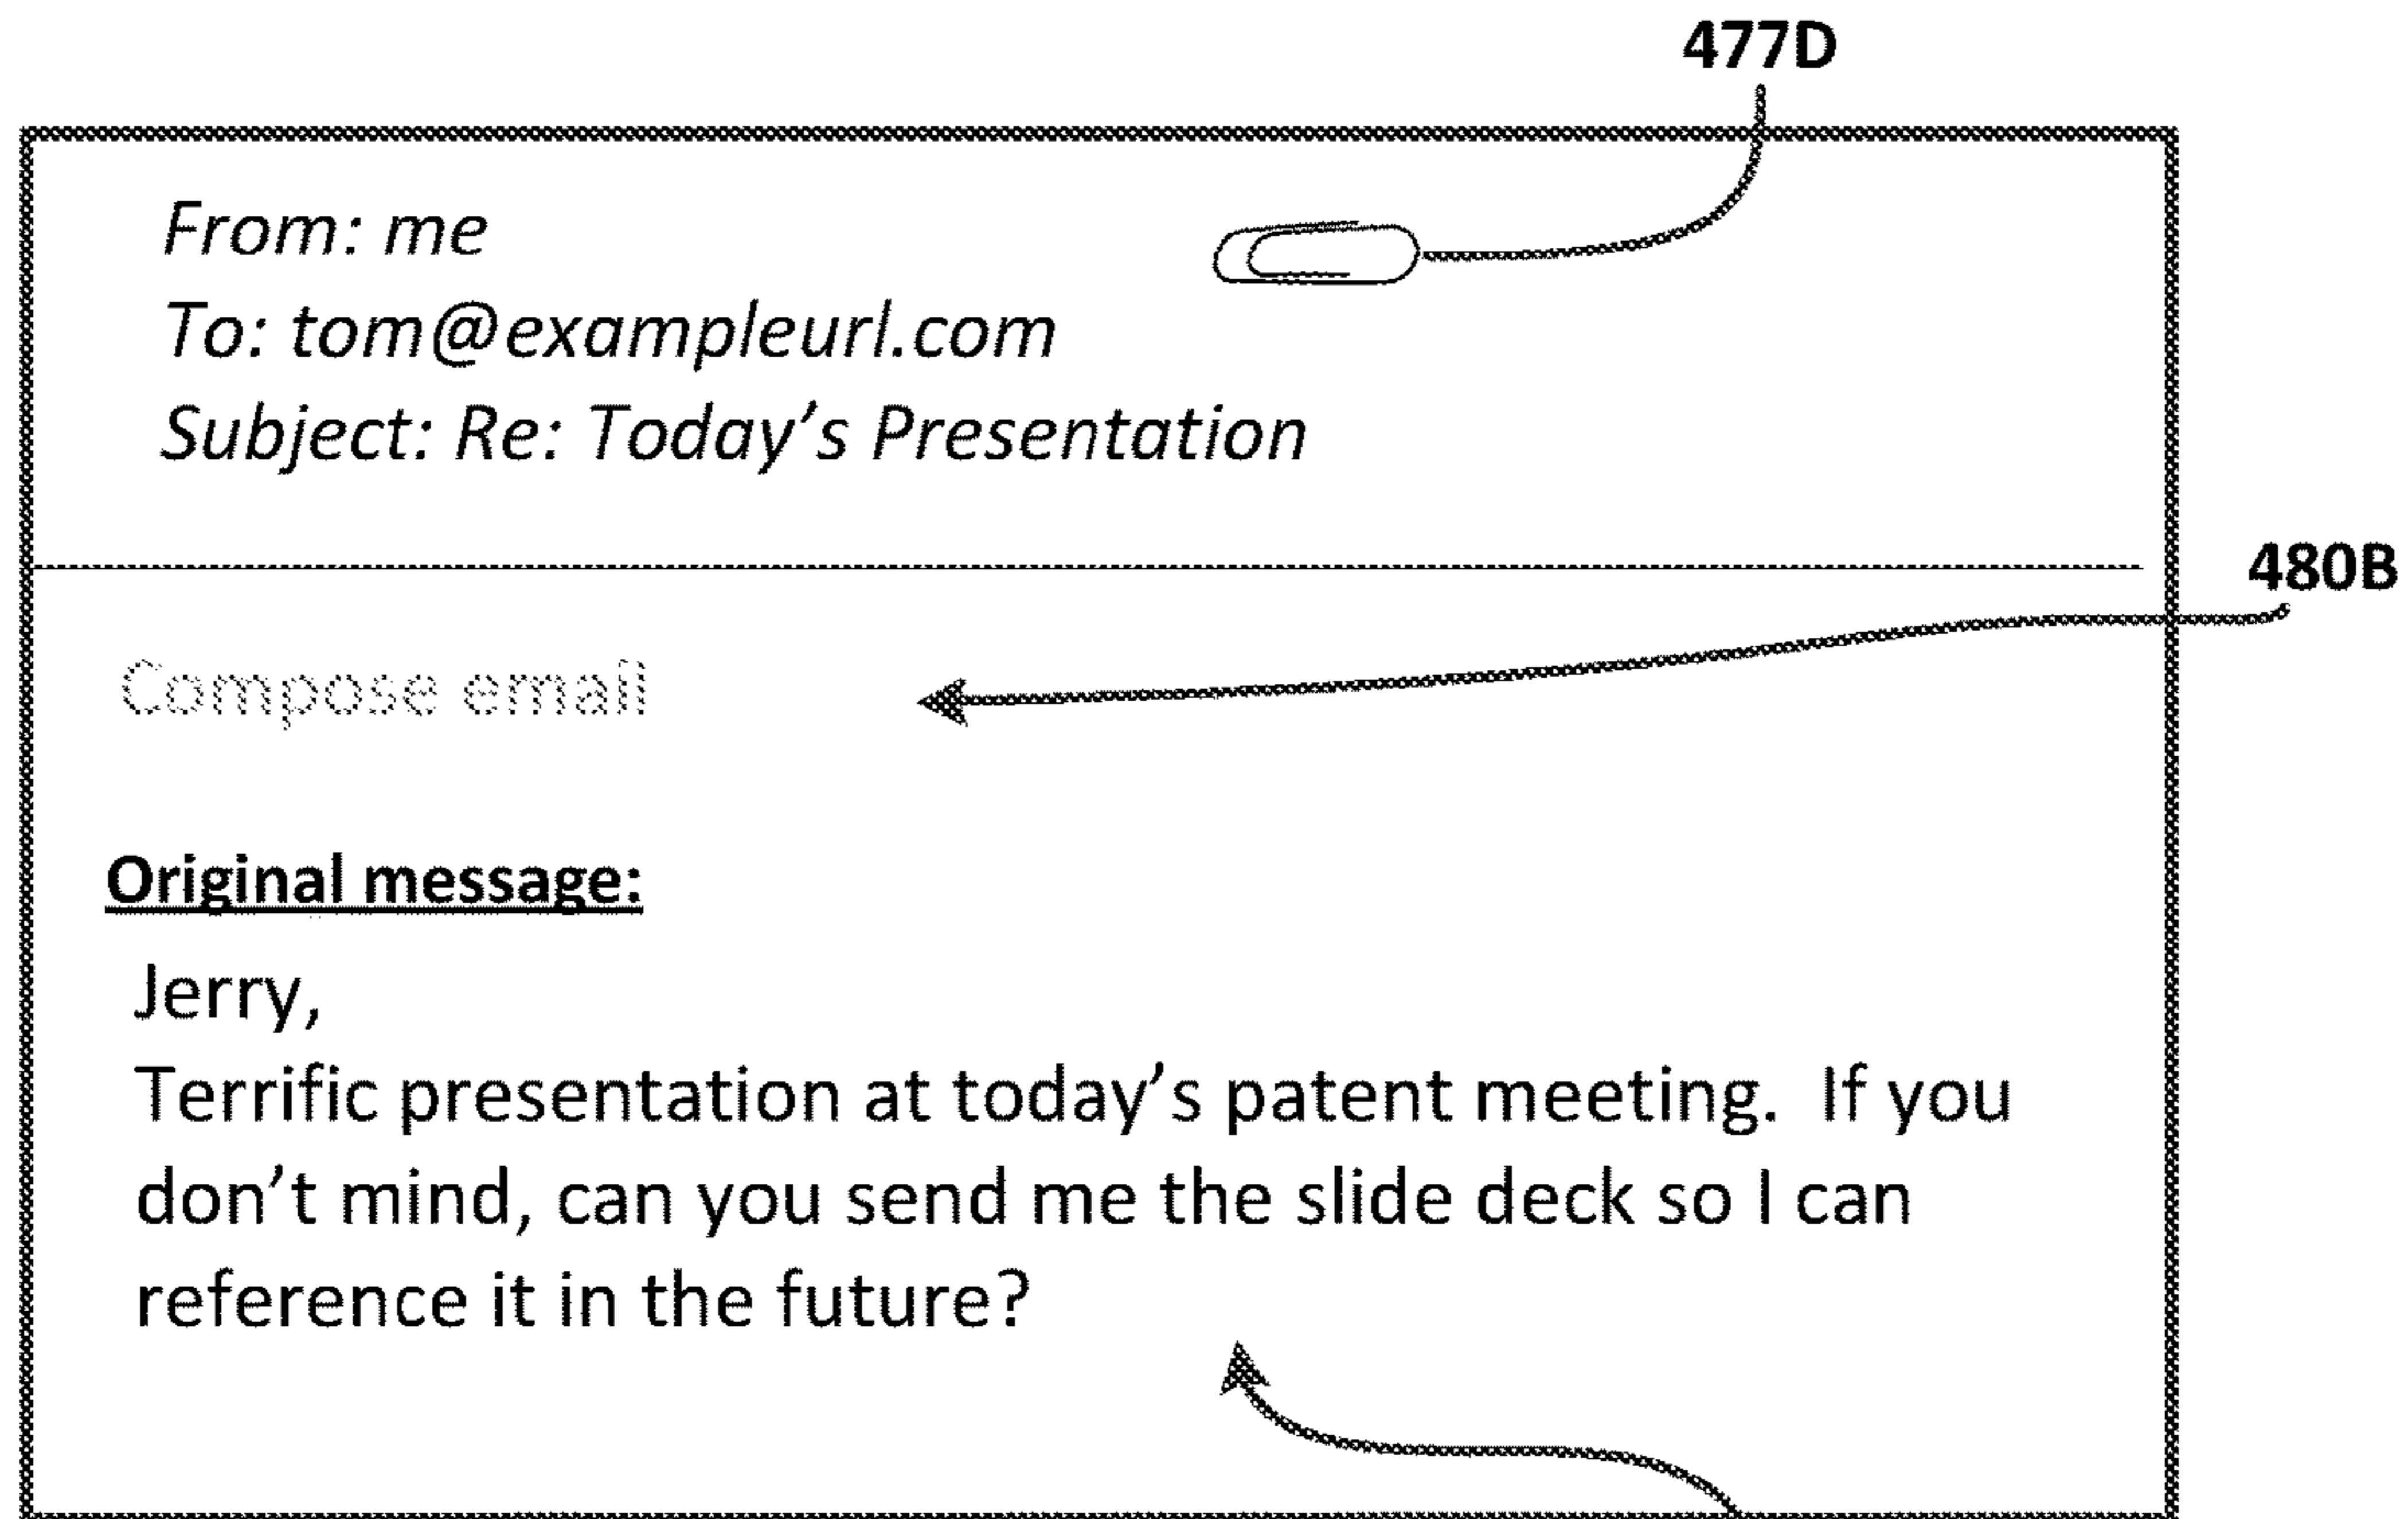 477D
From: me
To: tom@exampleurl.com
Subject: Re: Today's Presentation
480B
Compose email
Original message:
Jerry,
Terrific presentation at today's patent meeting.  If you
don't mind, can you send me the slide deck so I can
reference it in the future?